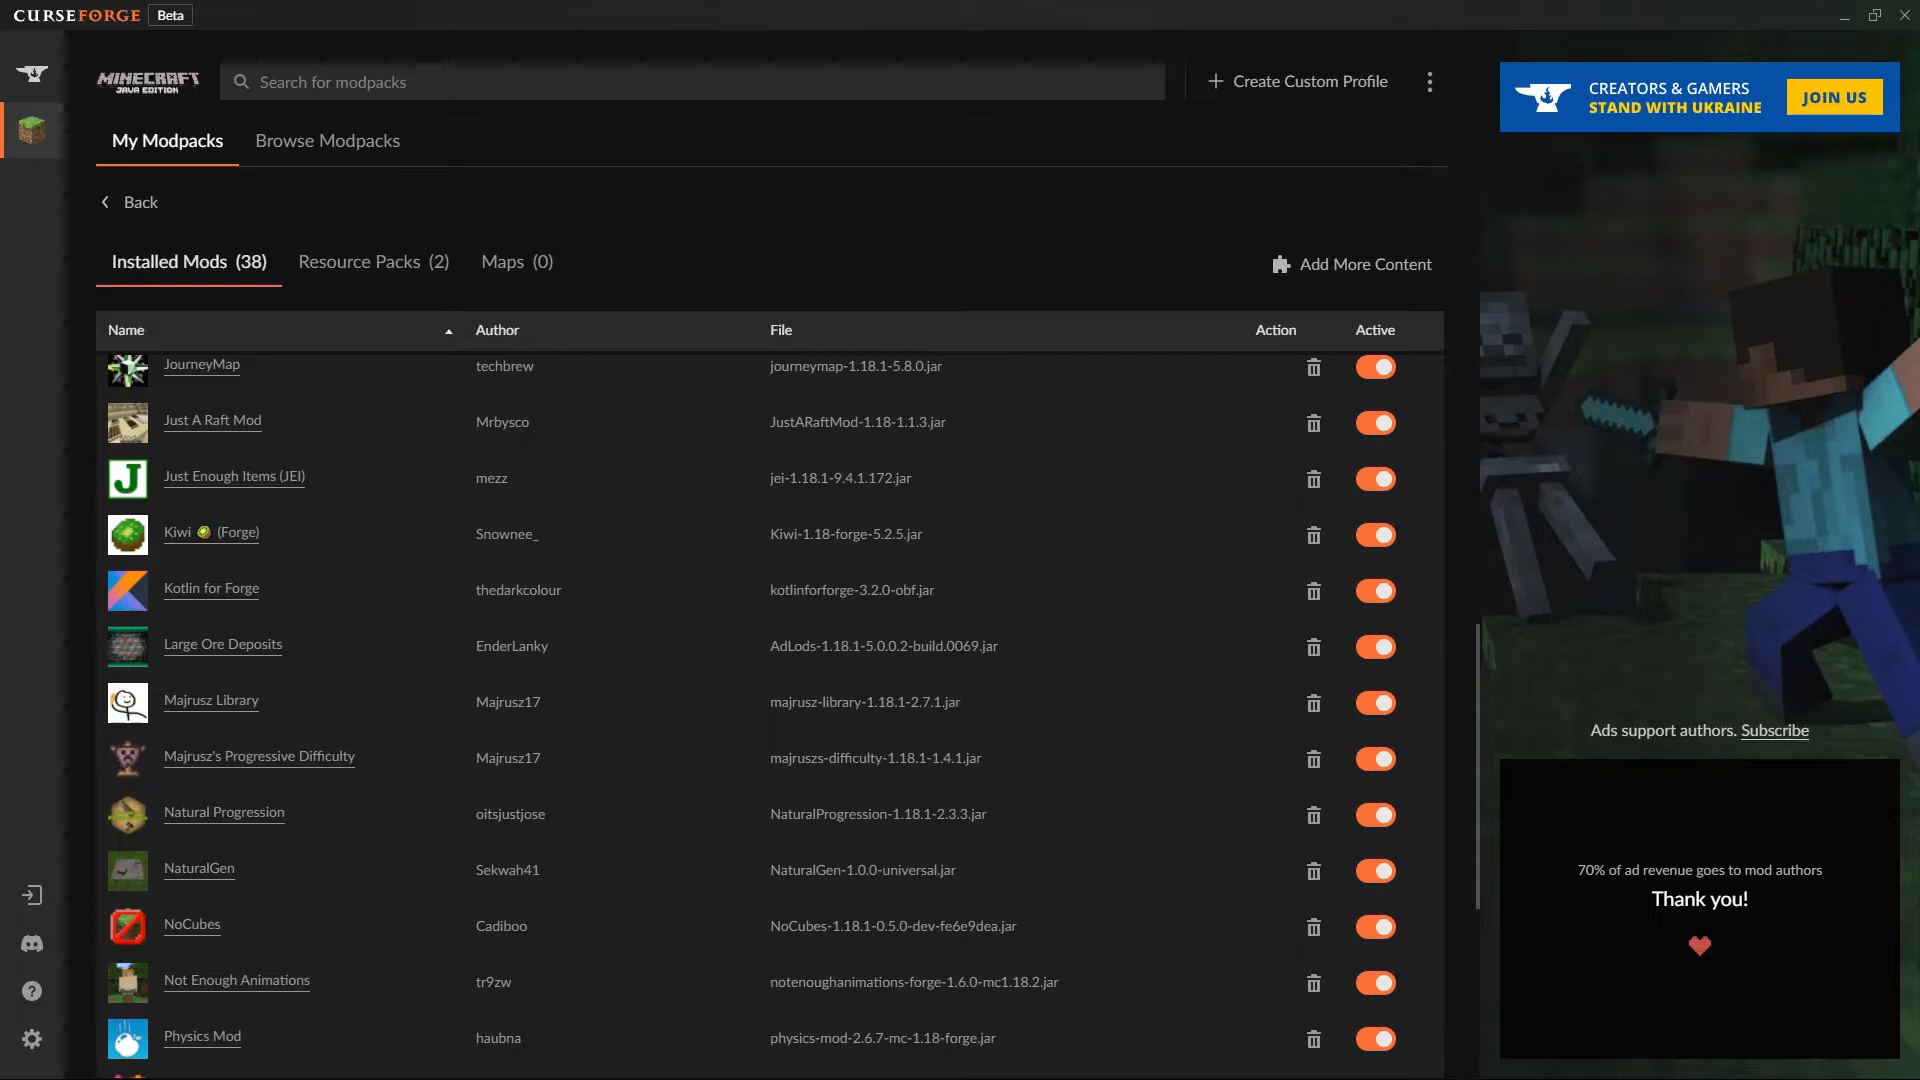 CURSEFORGE Beta
MINECRAFT
JAVA EDITION
Search for modpacks
Create Custom Profile
CREATORS & GAMERS
STAND WITH UKRAINE
JOIN US
My Modpacks Browse Modpacks
Back
Installed Mods (38) Resource Packs (2) Maps (0)
Add More Content
Name Author File Action Active
JourneyMap techbrew journeymap-1.18.1-5.8.0.jar
Just A Raft Mod Mrbysco JustARaftMod-1.18-1.1.3.jar
J Just Enough Items (JEI) mezz jei-1.18.1-9.4.1.172.jar
Kiwi 🥝 (Forge) Snownee_ Kiwi-1.18-forge-5.2.5.jar
Kotlin for Forge thedarkcolour kotlinforforge-3.2.0-obf.jar
Large Ore Deposits EnderLanky AdLods-1.18.1-5.0.0.2-build.0069.jar
Majrusz Library Majrusz17 majrusz-library-1.18.1-2.7.1.jar
Majrusz's Progressive Difficulty Majrusz17 majruszs-difficulty-1.18.1-1.4.1.jar
Natural Progression oitsjustjose NaturalProgression-1.18.1-2.3.3.jar
NaturalGen Sekwah41 NaturalGen-1.0.0-universal.jar
NoCubes Cadiboo NoCubes-1.18.1-0.5.0-dev-fe6e9dea.jar
Not Enough Animations tr9zw notenoughanimations-forge-1.6.0-mc1.18.2.jar
Physics Mod haubna physics-mod-2.6.7-mc-1.18-forge.jar
Ads support authors. Subscribe
70% of ad revenue goes to mod authors
Thank you!